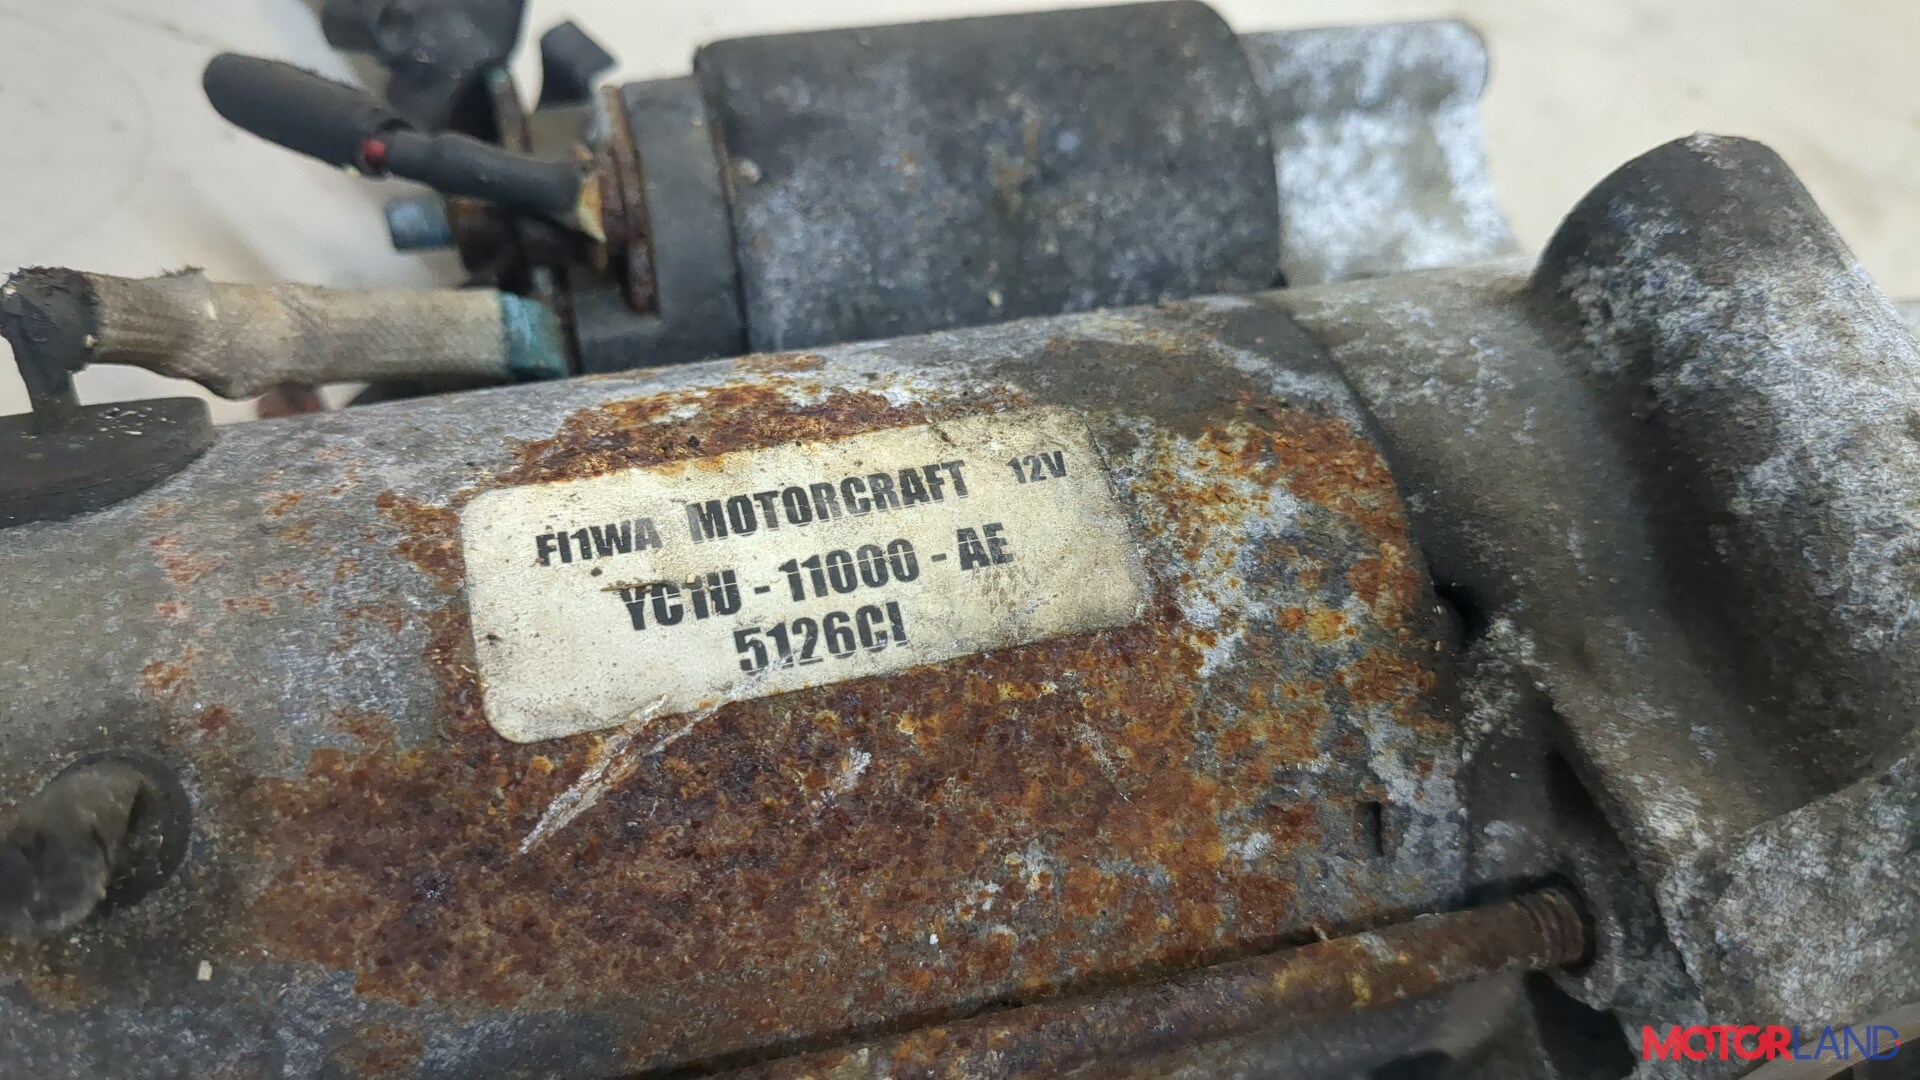 FI1WA MOTORCRAFT 12V
YC1U - 11000 - AE
5126CI
MOTORLAND